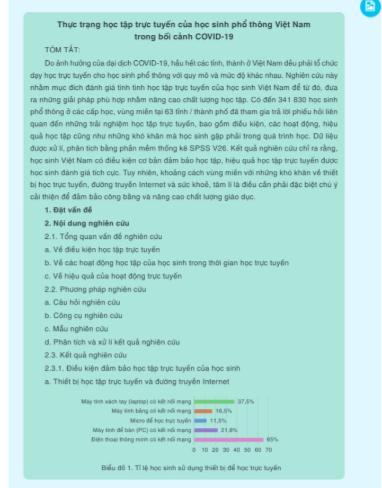 Thực trạng học tập trực tuyến của học sinh phổ thông Việt Nam
trong bối cảnh COVID-19
TÓM TẮT:
Do ảnh hưởng của đại dịch COVID-19, hầu hết các tỉnh, thành ở Việt Nam đều phải tổ chức
dạy học trực tuyến cho học sinh phổ thông với quy mô và mức độ khác nhau. Nghiên cứu này
nhằm mục đích đánh giá tình hình học tập trực tuyến của học sinh Việt Nam để từ đó, đưa
ra những giải pháp phù hợp nhằm nâng cao chất lượng học tập. Có đến 341 830 học sinh
phổ thông ở các cấp học, vùng miền tại 63 tỉnh / thành phố đã tham gia trả lời phiếu hỏi liên
quan đến những trải nghiệm học tập trực tuyến, bao gồm điều kiện, các hoạt động, hiệu
quả học tập cũng như những khó khăn mà học sinh gặp phải trong quá trình học. Dữ liệu
được xử lí, phân tích bằng phần mềm thống kê SPSS V26. Kết quả nghiên cứu chỉ ra rằng,
học sinh Việt Nam có điều kiện cơ bản đảm bảo học tập, hiệu quả học tập trực tuyến được
học sinh đánh giá tích cực. Tuy nhiên, khoảng cách vùng miền với những khó khăn về thiết
bị học trực tuyến, đường truyền Internet và sức khoẻ, tâm lí là điều cần phải đặc biệt chú ý
cải thiện để đảm bảo công bằng và nâng cao chất lượng giáo dục.
1. Đặt vấn đề
2. Nội dung nghiên cứu
2.1. Tổng quan vấn đề nghiên cứu
a. Về điều kiện học tập trực tuyến
b. Về các hoạt động học tập của học sinh trong thời gian học trực tuyến
c. Về hiệu quả của hoạt động trực tuyến
2.2. Phương pháp nghiên cứu
a. Câu hỏi nghiên cứu
b. Công cụ nghiên cứu
c. Mẫu nghiên cứu
d. Phân tích và xử lí kết quả nghiên cứu
2.3. Kết quả nghiên cứu
2.3.1. Điều kiện đảm bảo học tập trực tuyến của học sinh
a. Thiết bị học tập trực tuyến và đường truyền Internet
Máy tính xách tay (laptop) có kết nối mạng 37,5%
Máy tính bảng có kết nối mạng 16,5%
Micro để học trực tuyến 11,5%
Máy tính để bàn (PC) có kết nối mạng 21,8%
Điện thoại thông minh có kết nối mạng 65%
0 10 20 30 40 50 60 70
Biểu đồ 1. Tỉ lệ học sinh sử dụng thiết bị để học trực tuyến